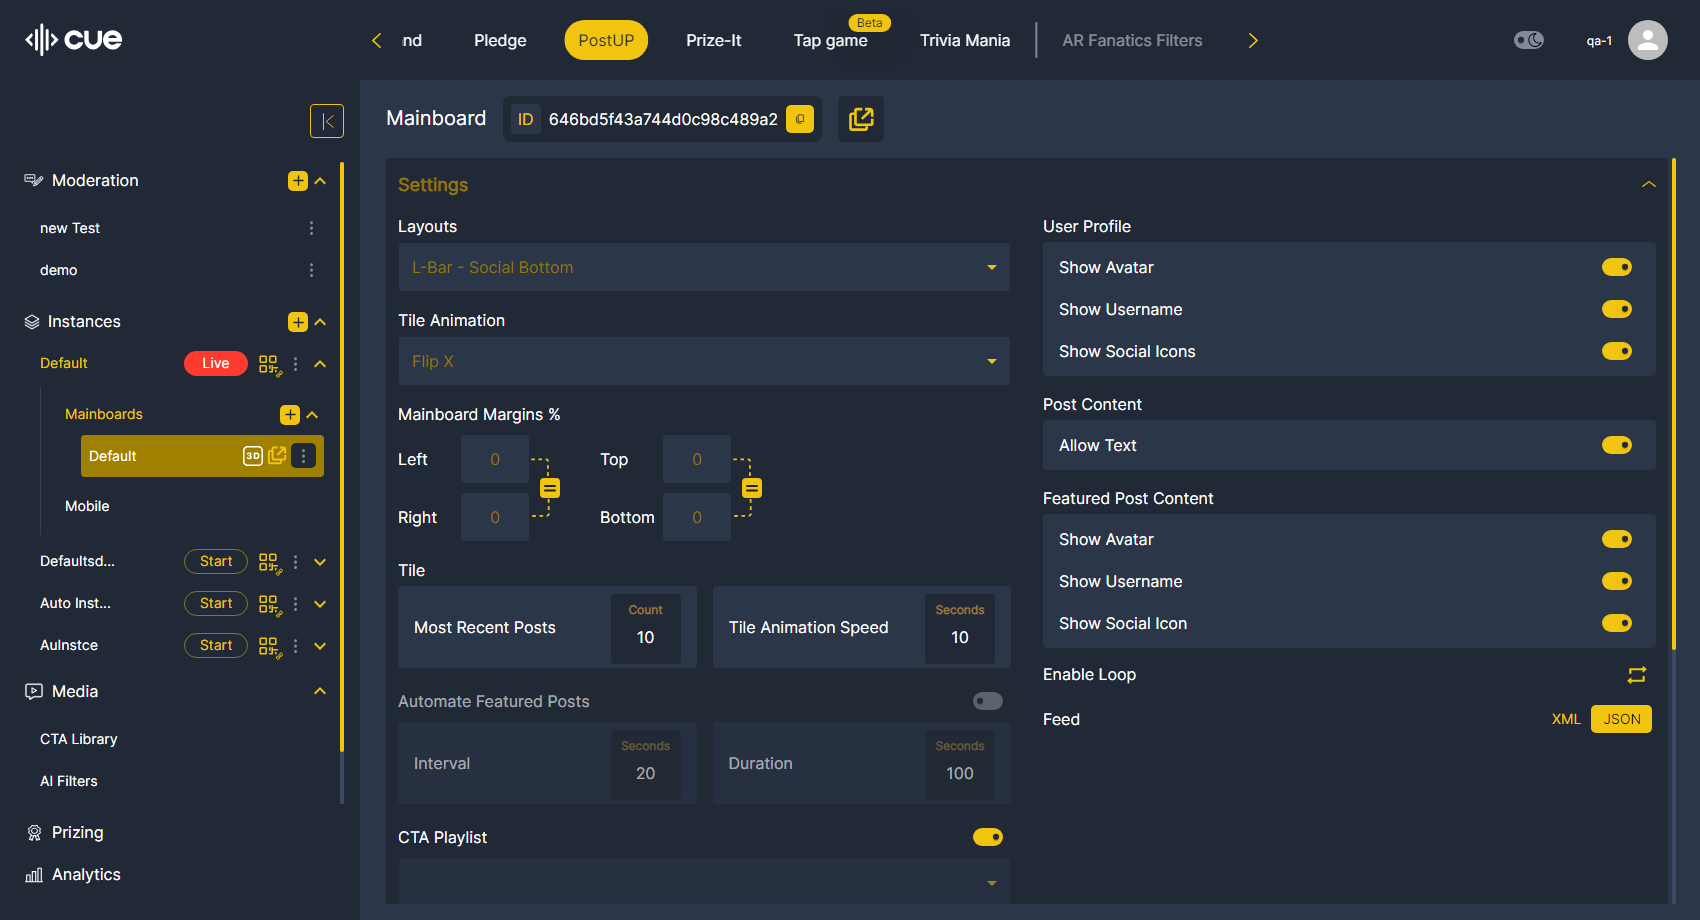 cue
nd
Pledge
PostUP
Prize-It
Tap game
Beta
Trivia Mania
AR Fanatics Filters
qa-1
Moderation
new Test
demo
Instances
Default
Live
Mainboards
Default
3D
Mobile
Defaultsd...
Start
Auto Inst...
Start
AuInstce
Start
Media
CTA Library
AI Filters
Prizing
Analytics
Mainboard
ID
646bd5f43a744d0c98c489a2
Settings
Layouts
L-Bar - Social Bottom
Tile Animation
Flip X
Mainboard Margins %
Left
0
Top
0
Right
0
Bottom
0
Tile
Most Recent Posts
Count
10
Tile Animation Speed
Seconds
10
Automate Featured Posts
Interval
Seconds
20
Duration
Seconds
100
CTA Playlist
User Profile
Show Avatar
Show Username
Show Social Icons
Post Content
Allow Text
Featured Post Content
Show Avatar
Show Username
Show Social Icon
Enable Loop
Feed
XML
JSON